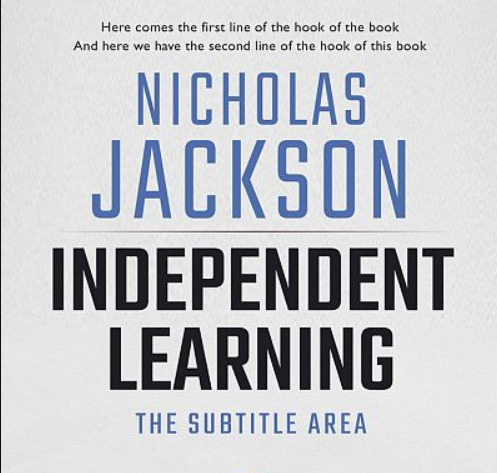 Here comes the first line of the hook of the book
And here we have the second line of the hook of this book
NICHOLAS
JACKSON
INDEPENDENT
LEARNING
THE SUBTITLE AREA